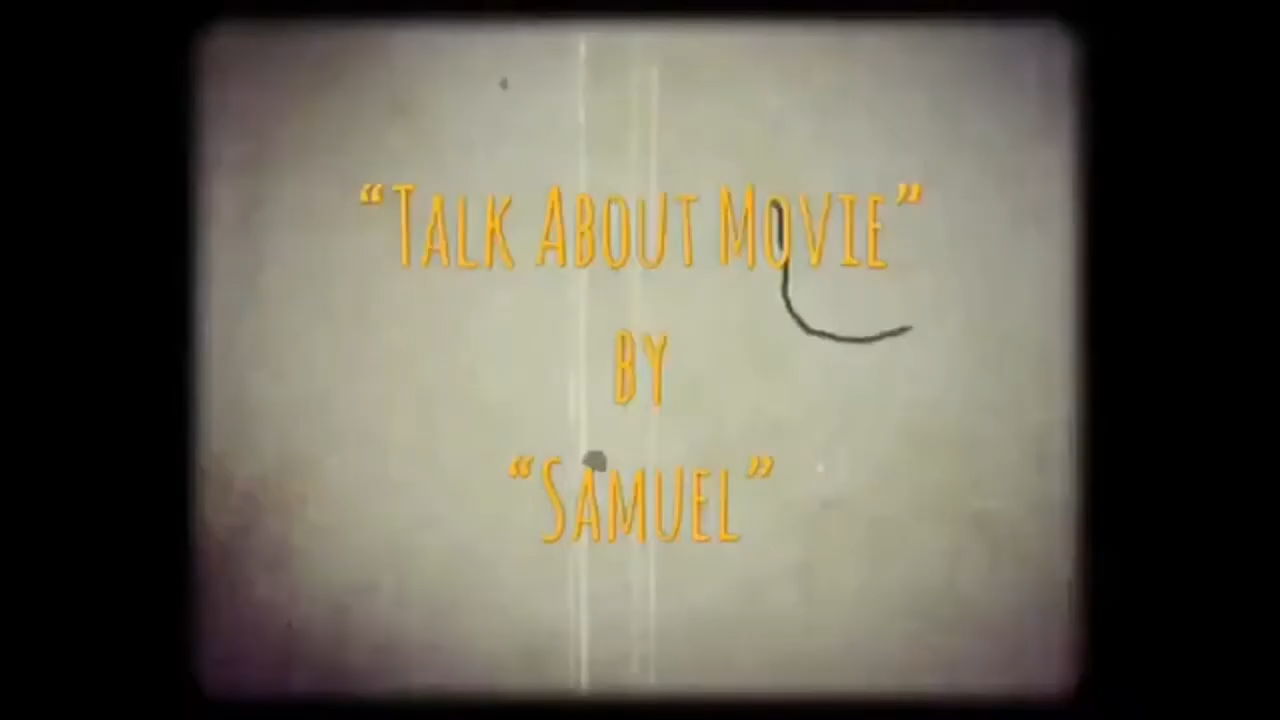 “Talk About Movie”
by
“Samuel”